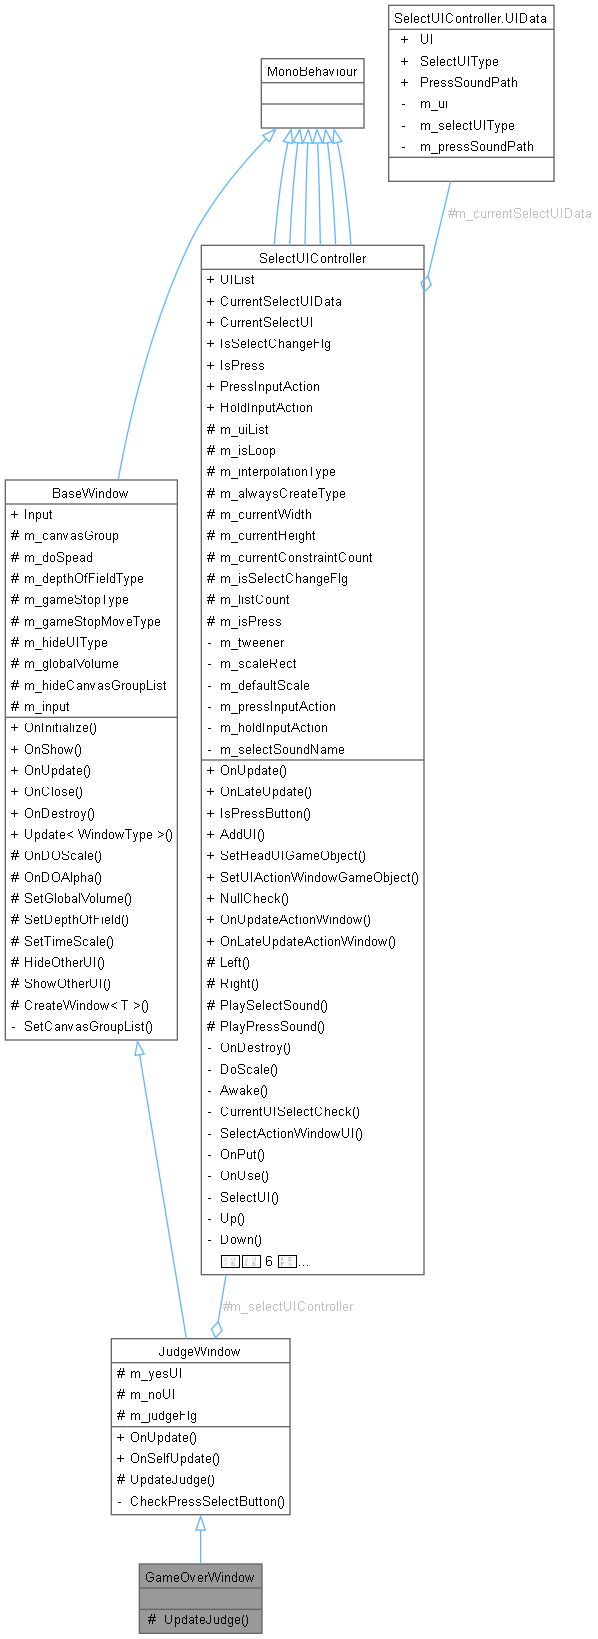 SelectUIController.UIData
+ UI
+ SelectUIType
+ PressSoundPath
- m_ui
- m_selectUIType
- m_pressSoundPath
MonoBehaviour
#m_currentSelectUIData
SelectUIController
+ UIList
+ CurrentSelectUIData
+ CurrentSelectUI
+ IsSelectChangeFlg
+ IsPress
+ PressInputAction
+ HoldInputAction
# m_uiList
# m_isLoop
# m_interpolationType
# m_alwaysCreateType
# m_currentWidth
# m_currentHeight
# m_currentConstraintCount
# m_isSelectChangeFlg
# m_listCount
# m_isPress
- m_tweener
- m_scaleRect
- m_defaultScale
- m_pressInputAction
- m_holdInputAction
- m_selectSoundName
+ OnUpdate()
+ OnLateUpdate()
+ IsPressButton()
+ AddUI()
+ SetHeadUIGameObject()
+ SetUIActionWindowGameObject()
+ NullCheck()
+ OnUpdateActionWindow()
+ OnLateUpdateActionWindow()
# Left()
# Right()
# PlaySelectSound()
# PlayPressSound()
- OnDestroy()
- DoScale()
- Awake()
- CurrentUISelectCheck()
- SelectActionWindowUI()
- OnPut()
- OnUse()
- SelectUI()
- Up()
- Down()
6 ...
BaseWindow
+ Input
# m_canvasGroup
# m_doSpead
# m_depthOfFieldType
# m_gameStopType
# m_gameStopMoveType
# m_hideUIType
# m_globalVolume
# m_hideCanvasGroupList
# m_input
+ OnInitialize()
+ OnShow()
+ OnUpdate()
+ OnClose()
+ OnDestroy()
+ Update< WindowType >()
# OnDOScale()
# OnDOAlpha()
# SetGlobalVolume()
# SetDepthOfField()
# SetTimeScale()
# HideOtherUI()
# ShowOtherUI()
# CreateWindow< T >()
- SetCanvasGroupList()
#m_selectUIController
JudgeWindow
# m_yesUI
# m_noUI
# m_judgeFlg
+ OnUpdate()
+ OnSelfUpdate()
# UpdateJudge()
- CheckPressSelectButton()
GameOverWindow
# UpdateJudge()